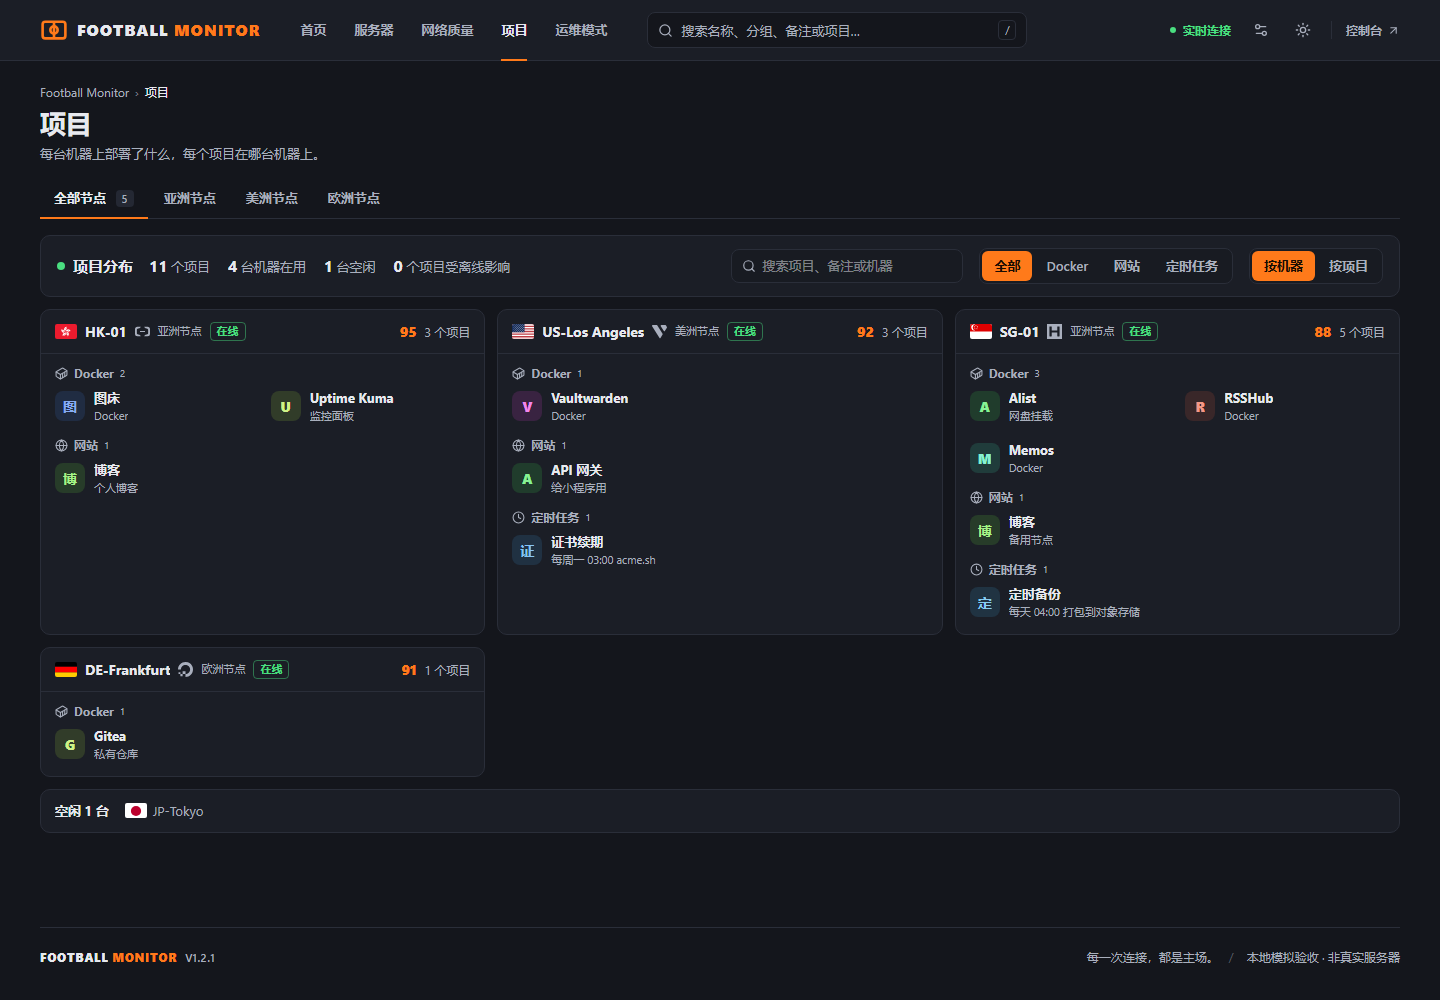 FOOTBALL MONITOR 首页 服务器 网络质量 项目 运维模式 搜索名称、分组、备注或项目... / 实时连接 控制台
Football Monitor › 项目
项目
每台机器上部署了什么，每个项目在哪台机器上。
全部节点 5 亚洲节点 美洲节点 欧洲节点
项目分布 11 个项目 4 台机器在用 1 台空闲 0 个项目受离线影响 搜索项目、备注或机器 全部 Docker 网站 定时任务 按机器 按项目
HK-01 亚洲节点 在线 95 3 个项目
Docker 2
图 图床
Docker
U Uptime Kuma
监控面板
网站 1
博 博客
个人博客
US-Los Angeles 美洲节点 在线 92 3 个项目
Docker 1
V Vaultwarden
Docker
网站 1
A API 网关
给小程序用
定时任务 1
证 证书续期
每周一 03:00 acme.sh
SG-01 亚洲节点 在线 88 5 个项目
Docker 3
A Alist
网盘挂载
R RSSHub
Docker
M Memos
Docker
网站 1
博 博客
备用节点
定时任务 1
定 定时备份
每天 04:00 打包到对象存储
DE-Frankfurt 欧洲节点 在线 91 1 个项目
Docker 1
G Gitea
私有仓库
空闲 1 台 JP-Tokyo
FOOTBALL MONITOR V1.2.1 每一次连接，都是主场。 / 本地模拟验收 · 非真实服务器